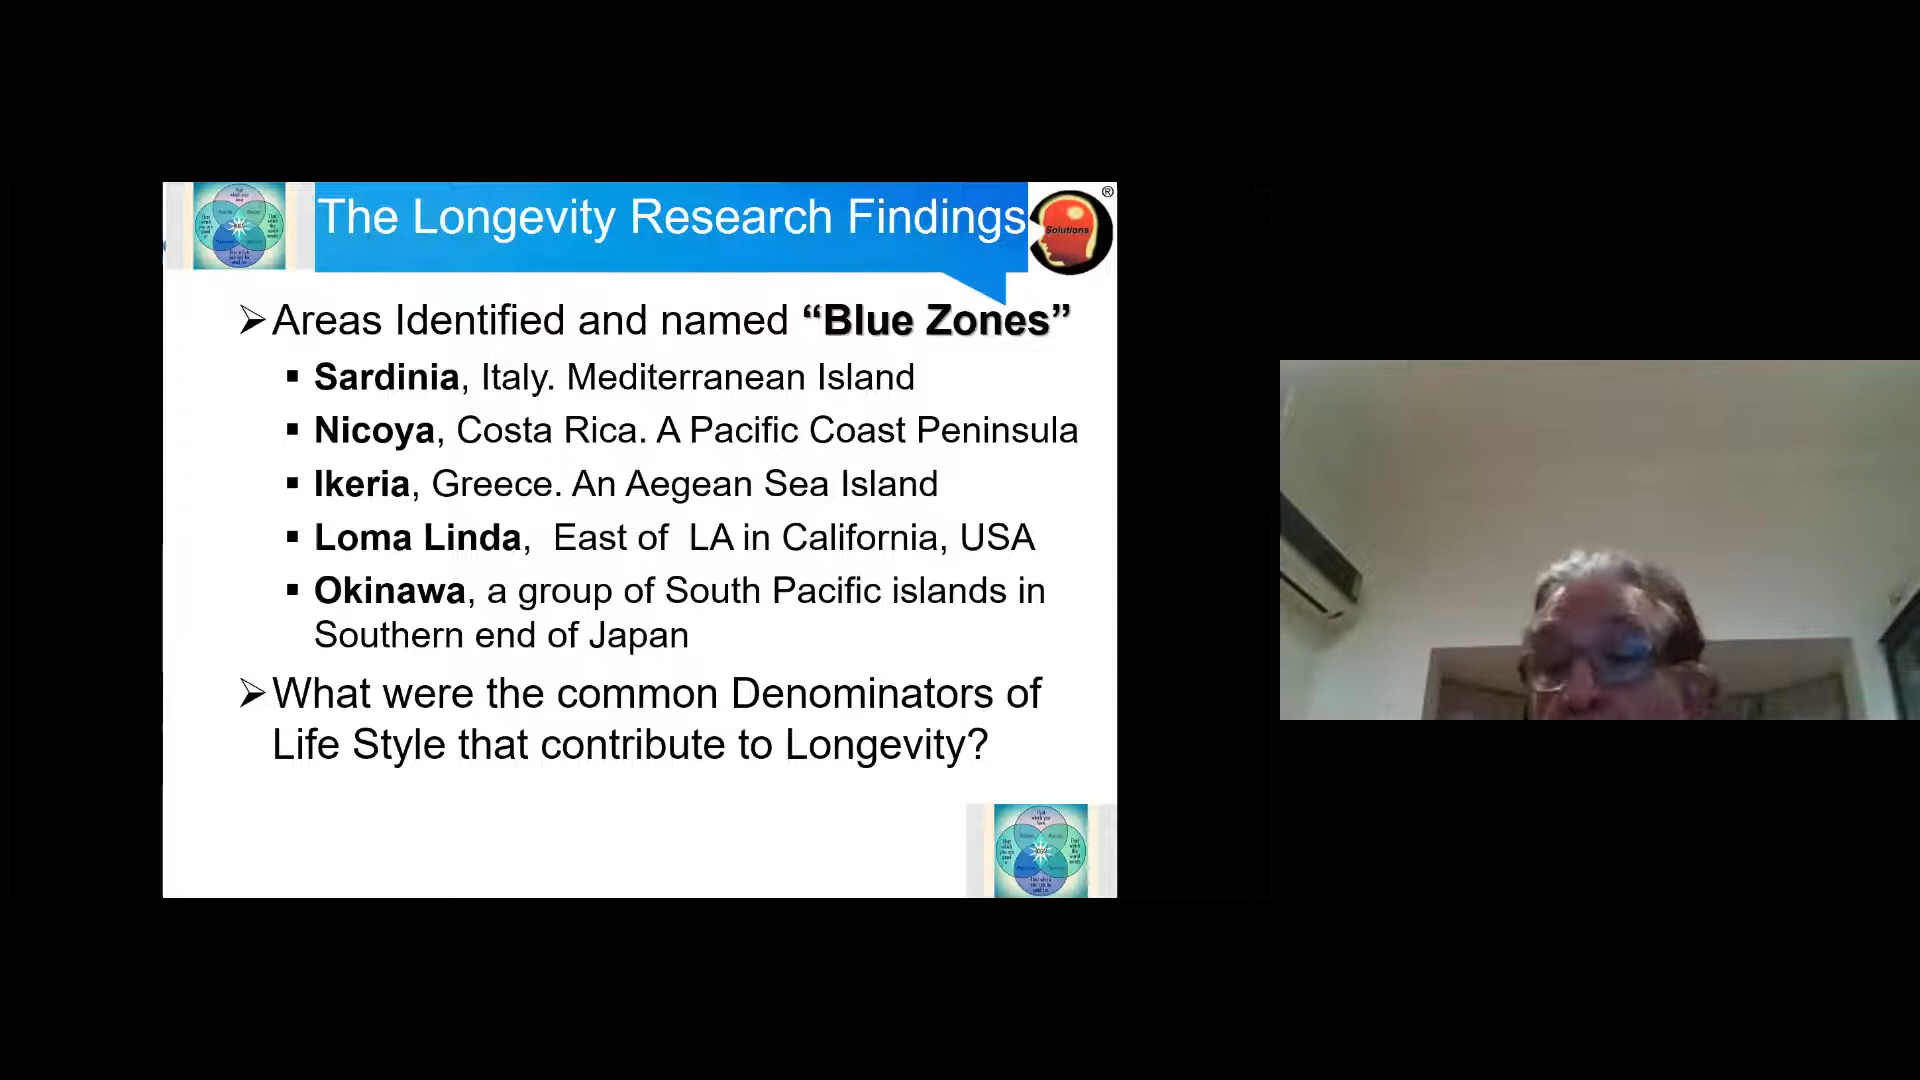 The Longevity Research Findings
®
Solutions
➢Areas Identified and named “Blue Zones”
▪ Sardinia, Italy. Mediterranean Island
▪ Nicoya, Costa Rica. A Pacific Coast Peninsula
▪ Ikeria, Greece. An Aegean Sea Island
▪ Loma Linda, East of LA in California, USA
▪ Okinawa, a group of South Pacific islands in
Southern end of Japan
➢What were the common Denominators of
Life Style that contribute to Longevity?